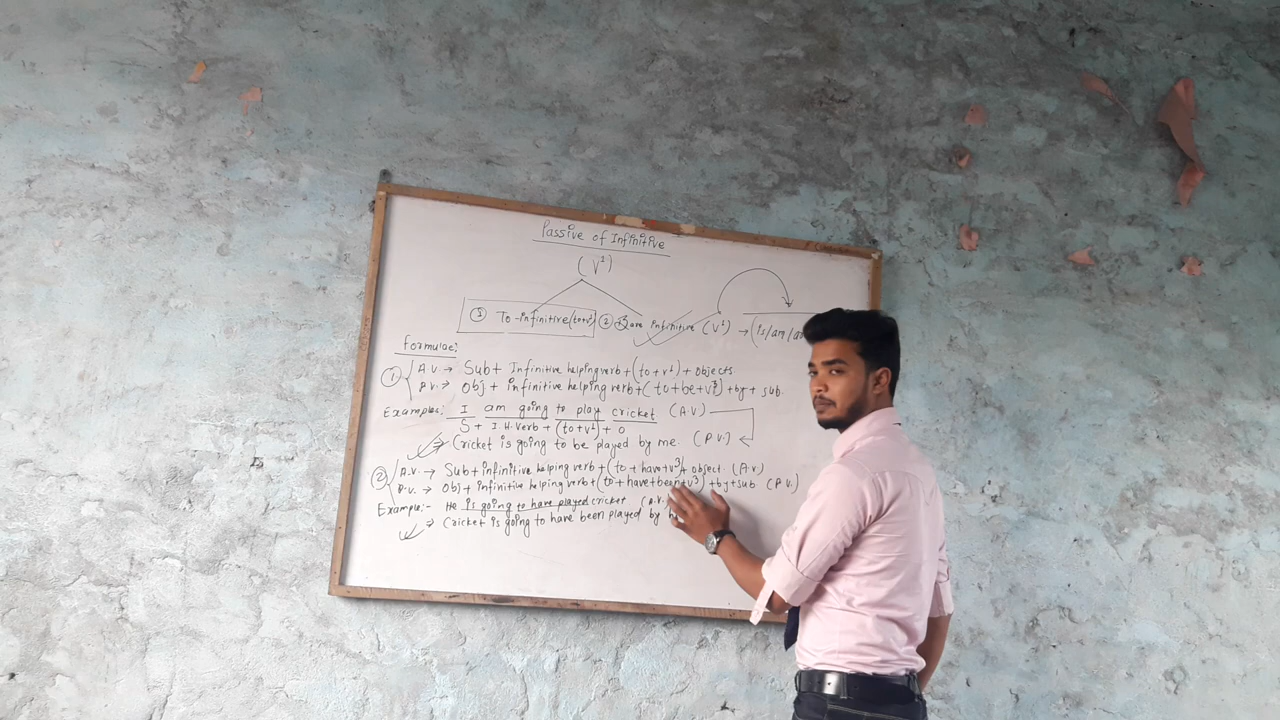 Passive of Infinitive
(V¹)
① To-infinitive (to+v¹) ② Bare infinitive (V¹) → (Is/am/
Formulae:
① A.V. → Sub + Infinitive helping verb + (to + v¹) + objects
P.V. → Obj + infinitive helping verb + (to + be + v³) + by + sub.
Examples: I am going to play cricket (A.V)
S + I.H. verb + (to + v¹) + O
→ Cricket is going to be played by me. (P.V.)
② A.V. → Sub + infinitive helping verb + (to + have + v³) + object. (A.V)
P.V. → Obj + infinitive helping verb + (to + have + been + v³) + by + sub (P.V.)
Example:- He is going to have played cricket (A.V.
→ Cricket is going to have been played by